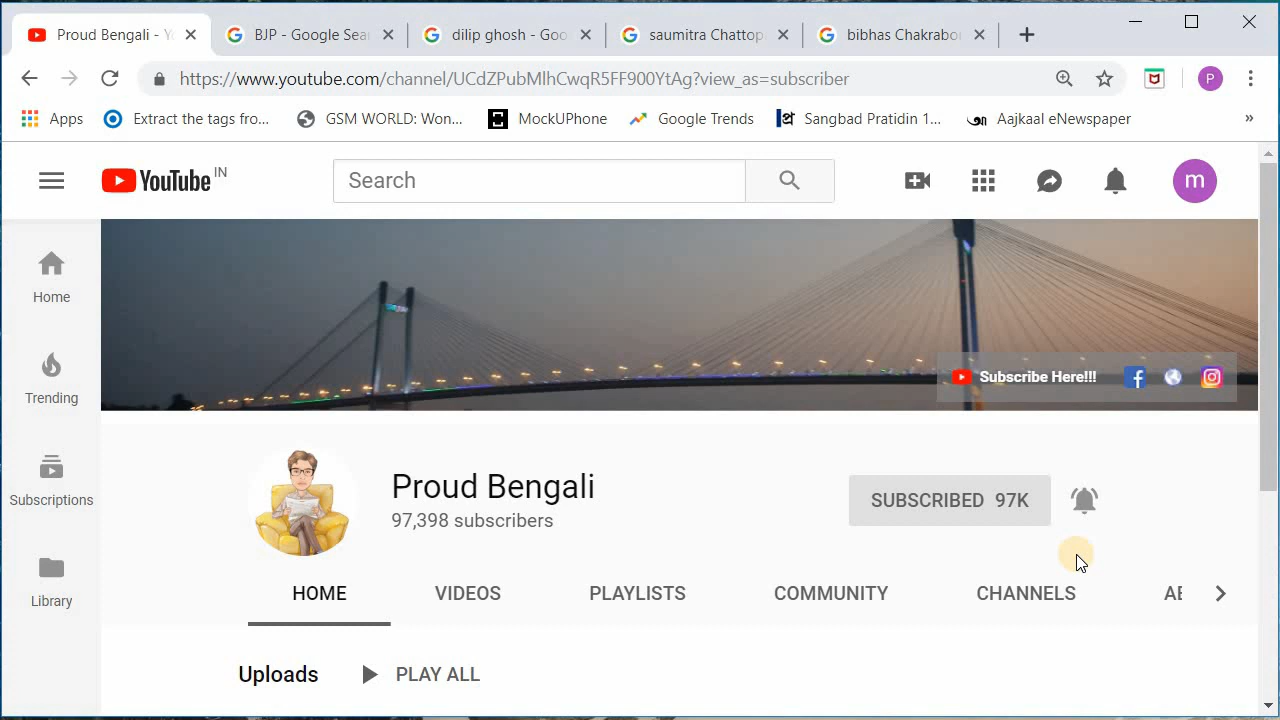 Proud Bengali - Y
BJP - Google Sea
dilip ghosh - Goo
saumitra Chattop
bibhas Chakrabo
https://www.youtube.com/channel/UCdZPubMlhCwqR5FF900YtAg?view_as=subscriber
P
Apps
Extract the tags fro...
GSM WORLD: Won...
MockUPhone
Google Trends
Sangbad Pratidin 1...
Aajkaal eNewspaper
»
YouTube IN
Search
m
Home
Trending
Subscriptions
Library
Subscribe Here!!!
Proud Bengali
97,398 subscribers
SUBSCRIBED 97K
HOME VIDEOS PLAYLISTS COMMUNITY CHANNELS AB
Uploads PLAY ALL